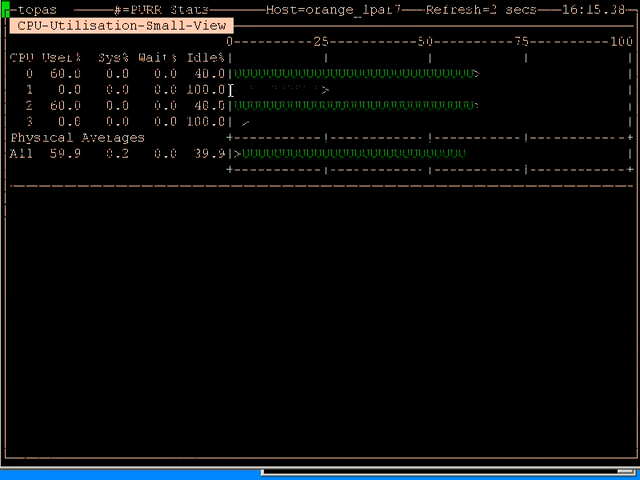 topas #=PURR Stats Host=orange_lpar7 Refresh=2 secs 16:15.38
CPU-Utilisation-Small-View
0----------25-----------50----------75----------100
CPU User% Sys% Wait% Idle%
0 60.0 0.0 0.0 40.0|UUUUUUUUUUUUUUUUUUUUUUUUUUUUUU>
1 0.0 0.0 0.0 100.0| >
2 60.0 0.0 0.0 40.0|UUUUUUUUUUUUUUUUUUUUUUUUUUUUUU>
3 0.0 0.0 0.0 100.0|
Physical Averages +-----------|------------|-----------|------------+
All 59.9 0.2 0.0 39.9|>UUUUUUUUUUUUUUUUUUUUUUUUUUUU
+-----------|------------|-----------|------------+